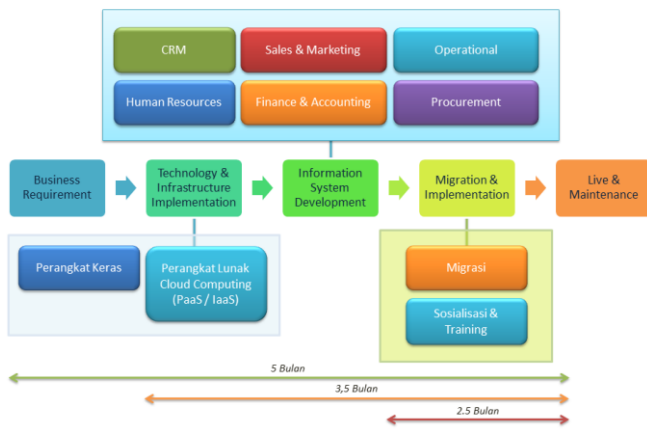 CRM
Sales & Marketing
Operational
Human Resources
Finance & Accounting
Procurement
Business
Requirement
Technology &
Infrastructure
Implementation
Information
System
Development
Migration &
Implementation
Live &
Maintenance
Perangkat Keras
Perangkat Lunak
Cloud Computing
(PaaS / IaaS)
Migrasi
Sosialisasi &
Training
5 Bulan
3,5 Bulan
2.5 Bulan